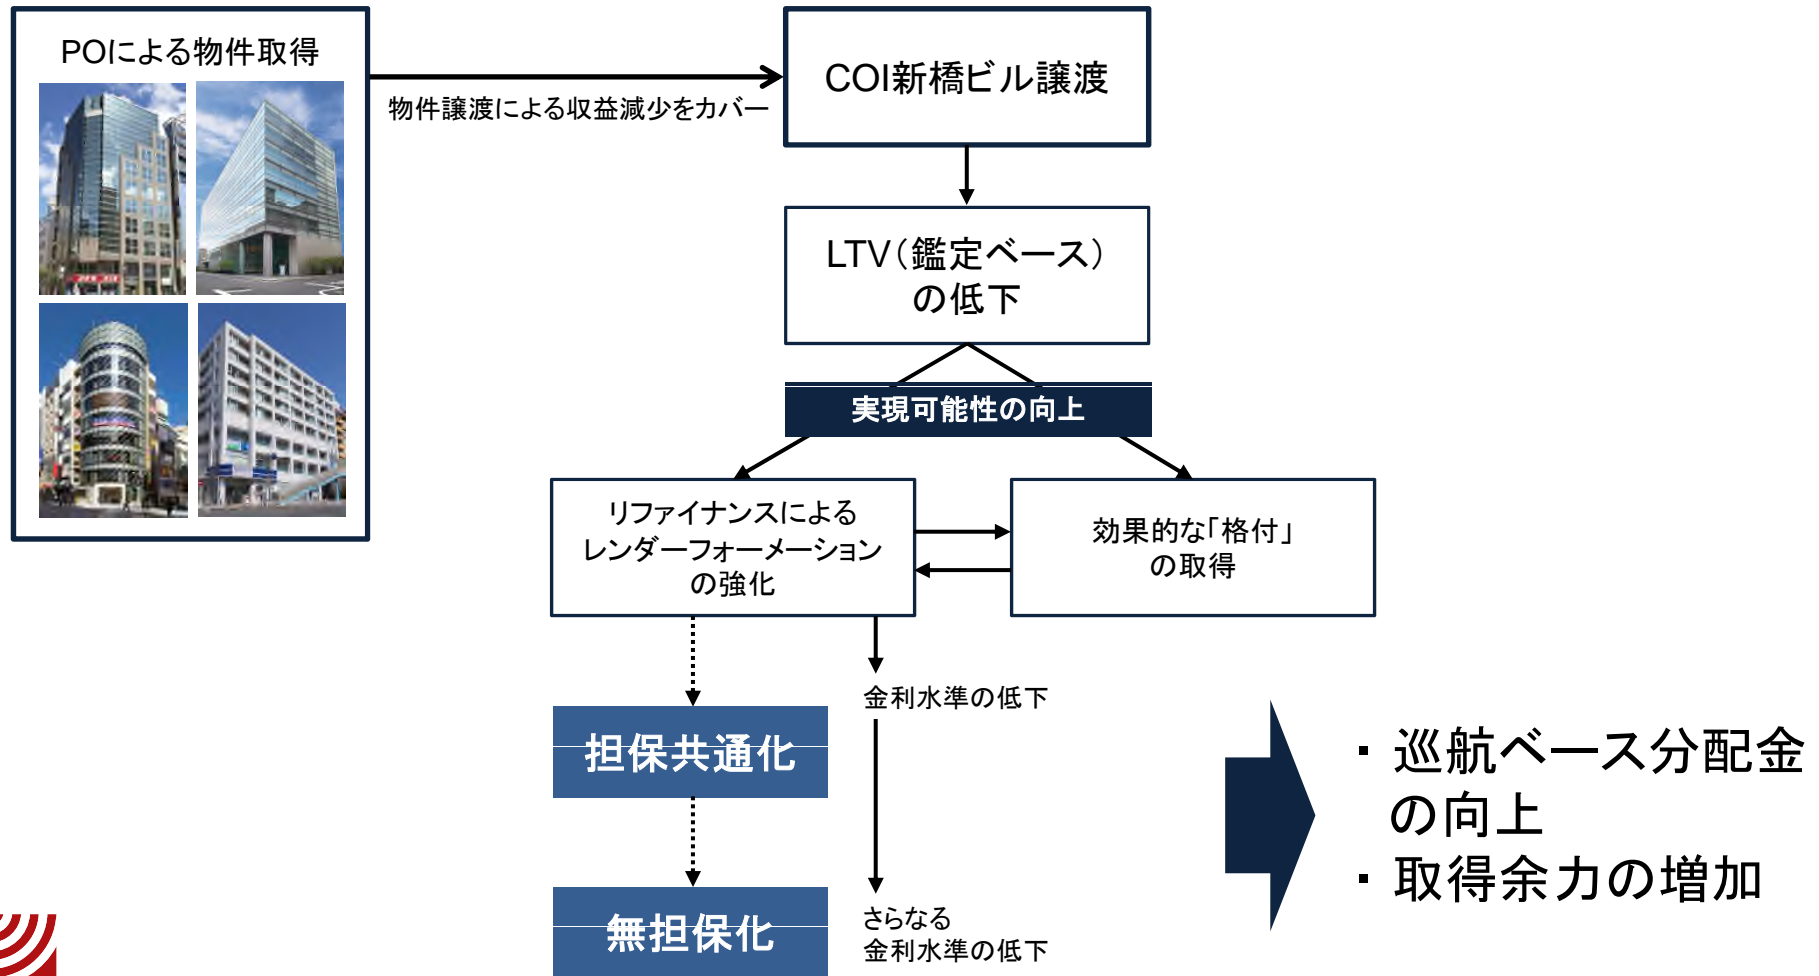 POによる物件取得
物件譲渡による収益減少をカバー
COI新橋ビル譲渡
LTV(鑑定ベース)
の低下
実現可能性の向上
リファイナンスによる
レンダーフォーメーション
の強化
効果的な「格付」
の取得
担保共通化
金利水準の低下
無担保化
さらなる
金利水準の低下
・巡航ベース分配金
の向上
・取得余力の増加